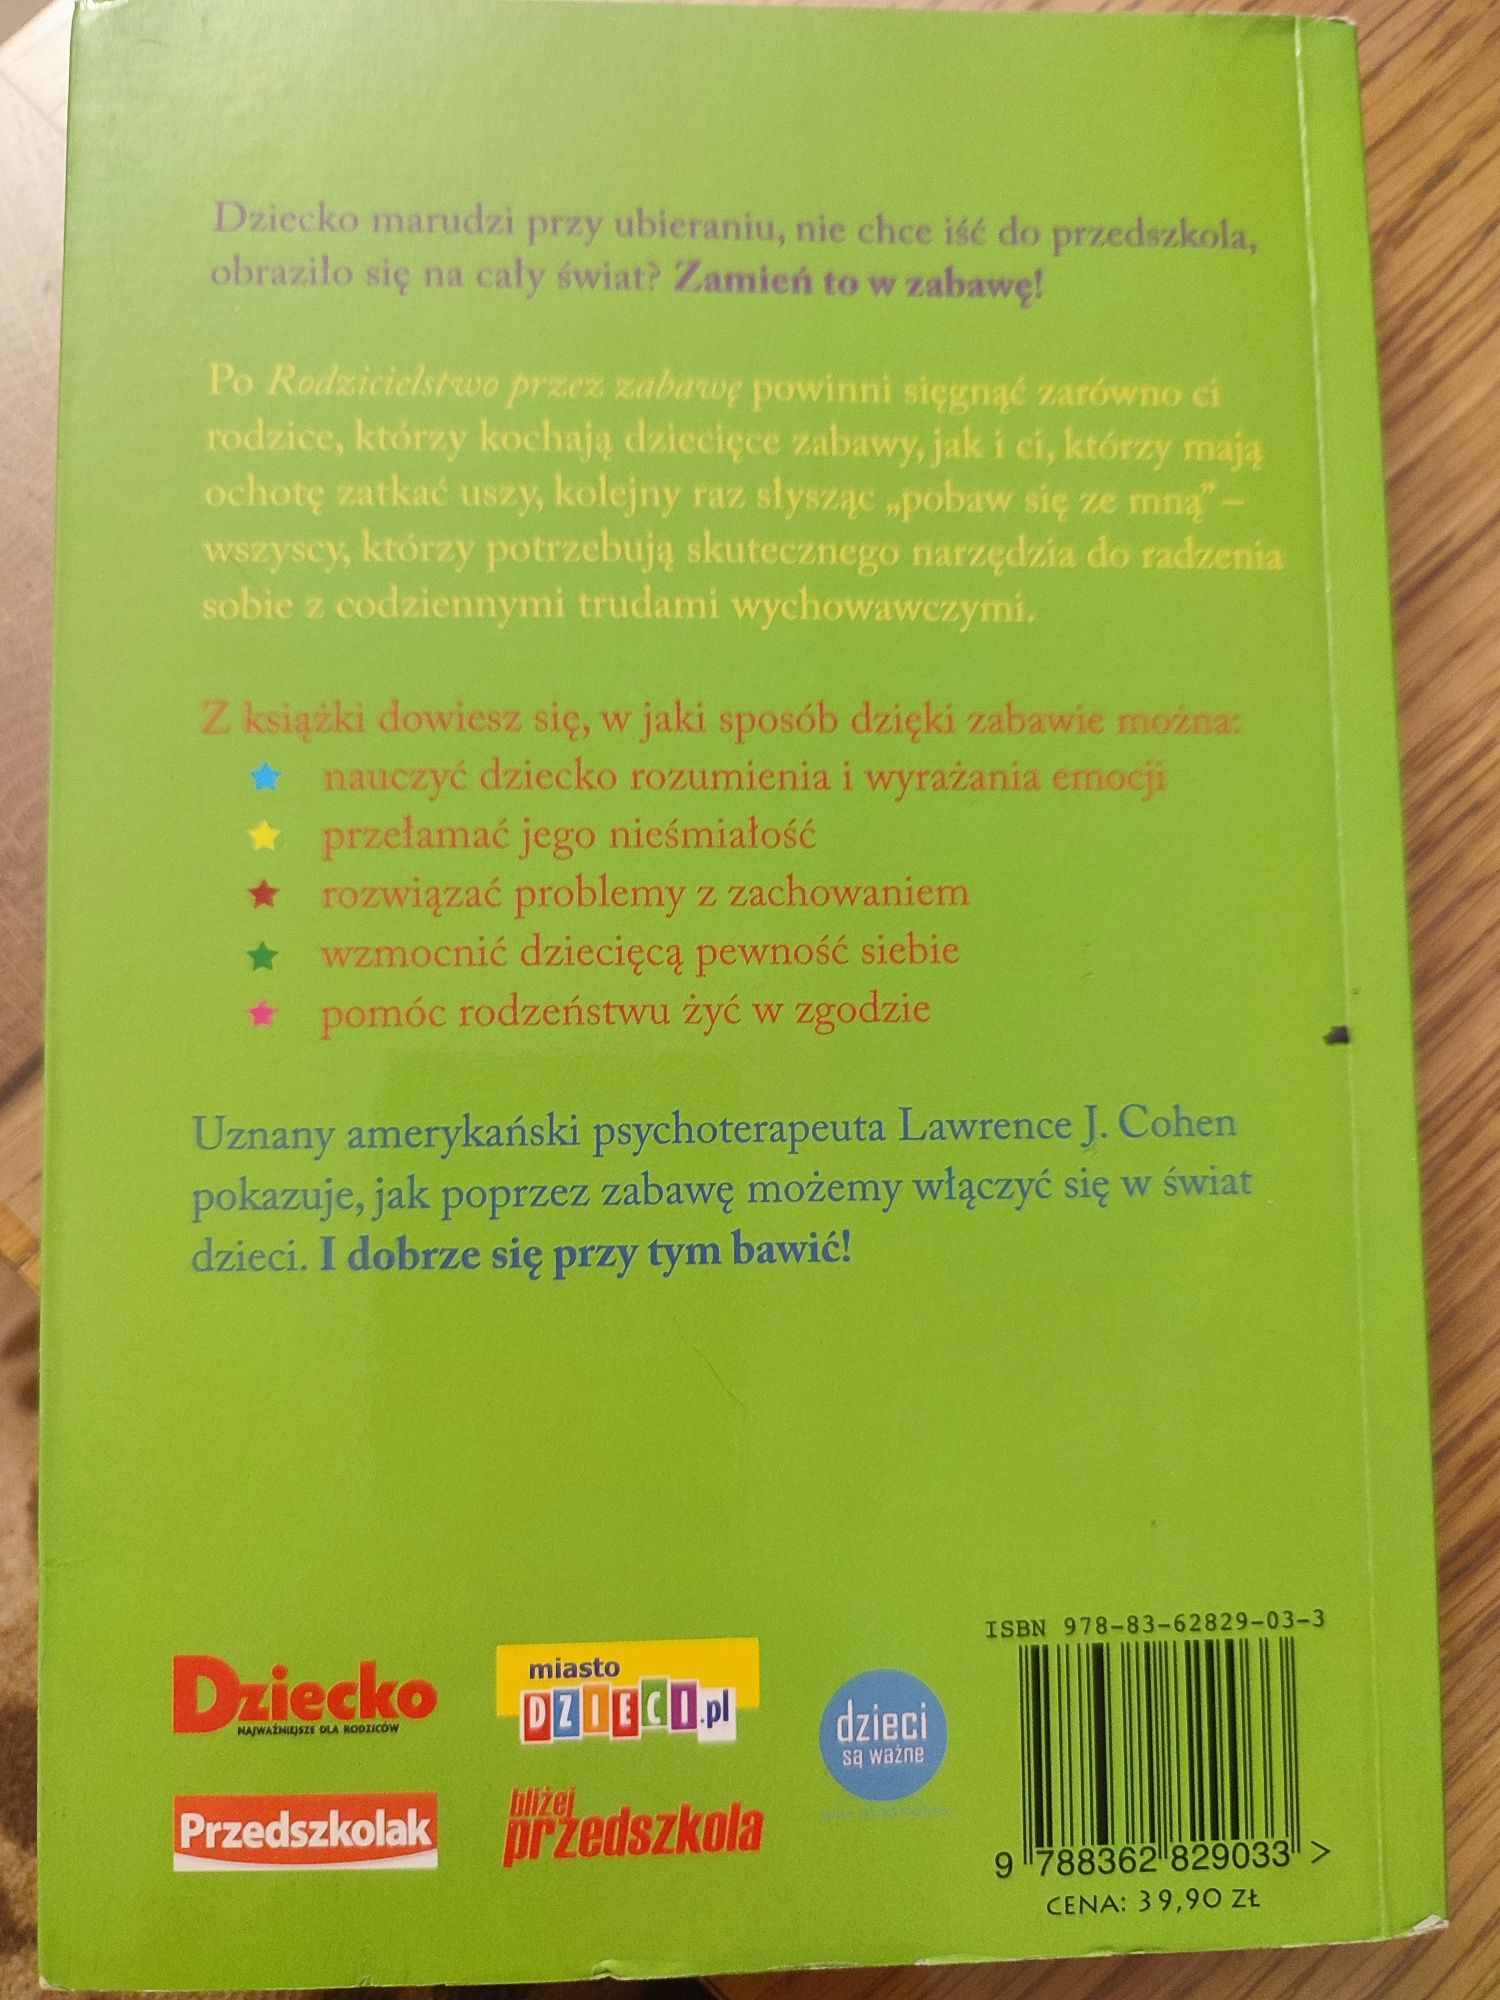 Dziecko marudzi przy ubieraniu, nie chce iść do przedszkola,
obraziło się na cały świat? Zamień to w zabawę!
Po Rodzicielstwo przez zabawę powinni sięgnąć zarówno ci
rodzice, którzy kochają dziecięce zabawy, jak i ci, którzy mają
ochotę zatkać uszy, kolejny raz słysząc „pobaw się ze mną” –
wszyscy, którzy potrzebują skutecznego narzędzia do radzenia
sobie z codziennymi trudami wychowawczymi.
Z książki dowiesz się, w jaki sposób dzięki zabawie można:
nauczyć dziecko rozumienia i wyrażania emocji
przełamać jego nieśmiałość
rozwiązać problemy z zachowaniem
wzmocnić dziecięcą pewność siebie
pomóc rodzeństwu żyć w zgodzie
Uznany amerykański psychoterapeuta Lawrence J. Cohen
pokazuje, jak poprzez zabawę możemy włączyć się w świat
dzieci. I dobrze się przy tym bawić!
Dziecko
NAJWAŻNIEJSZE DLA RODZICÓW
miasto
DZIECI.pl
dzieci
są ważne
Przedszkolak
bliżej
przedszkola
ISBN 978-83-62829-03-3
9 788362 829033 >
CENA: 39,90 ZŁ